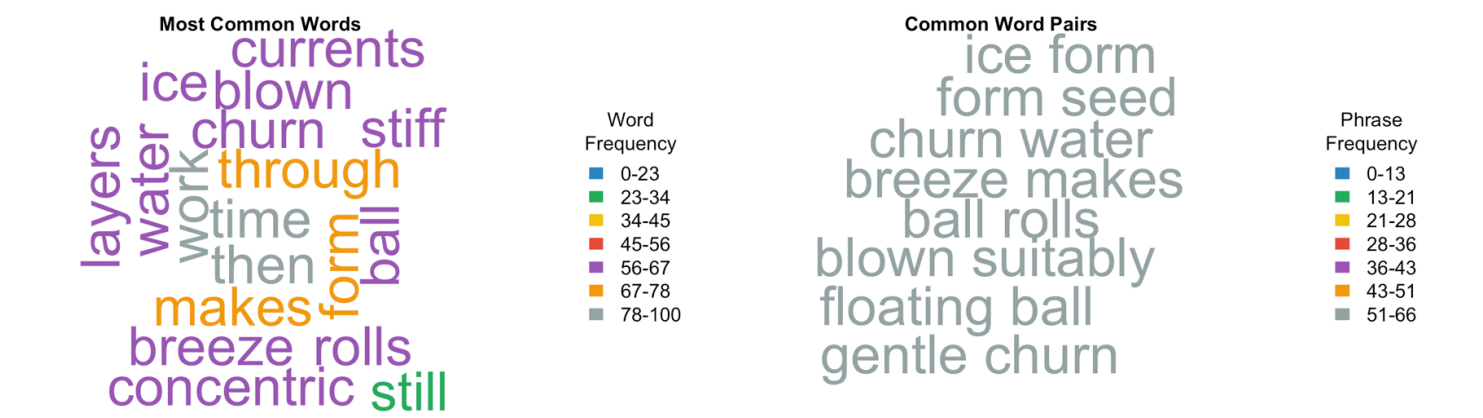 Most Common Words
currents
ice blown
churn stiff
layers
water
work
through
time
form
ball
then
makes
breeze rolls
concentric still
Word
Frequency
0-23
23-34
34-45
45-56
56-67
67-78
78-100
Common Word Pairs
ice form
form seed
churn water
breeze makes
ball rolls
blown suitably
floating ball
gentle churn
Phrase
Frequency
0-13
13-21
21-28
28-36
36-43
43-51
51-66